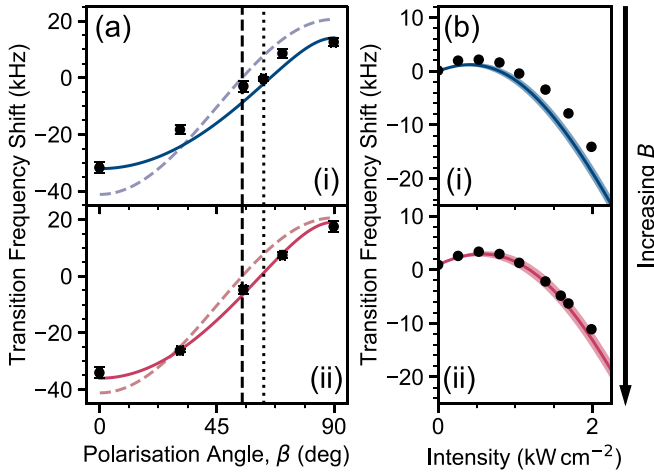 (a)
(b)
Transition Frequency Shift (kHz)
20
0
−20
−40
(i)
Transition Frequency Shift (kHz)
10
0
−10
−20
(i)
Increasing B
Transition Frequency Shift (kHz)
20
0
−20
−40
(ii)
Transition Frequency Shift (kHz)
10
0
−10
−20
(ii)
0 45 90
0 1 2
Polarisation Angle, β (deg)
Intensity (kW cm⁻²)